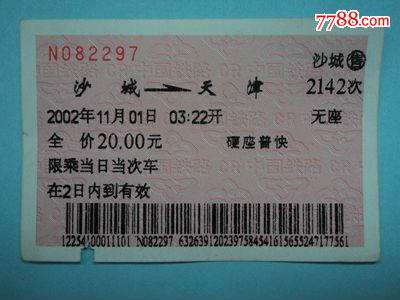 7788.com
N082297
沙城 售
沙城 天津 2142次
2002年11月01日 03:22开 无座
全 价20.00元 硬座普快
限乘当日当次车
在2日内到有效